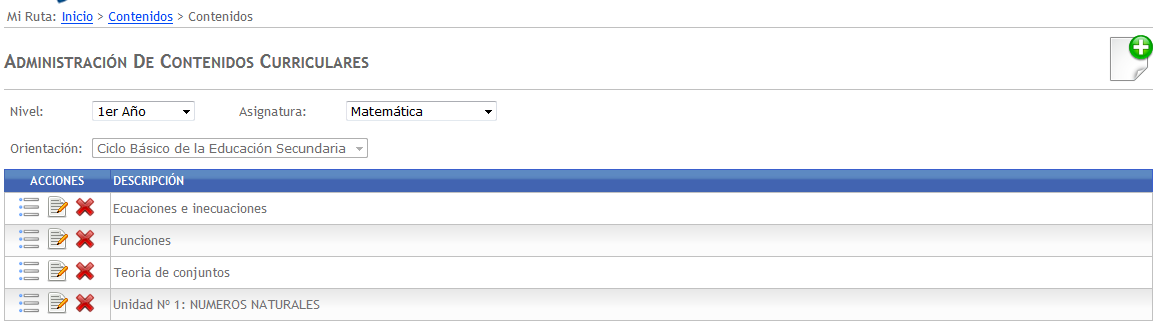 Mi Ruta: Inicio > Contenidos > Contenidos
Administración De Contenidos Curriculares
Nivel: 1er Año Asignatura: Matemática
Orientación: Ciclo Básico de la Educación Secundaria
ACCIONES DESCRIPCIÓN
Ecuaciones e inecuaciones
Funciones
Teoria de conjuntos
Unidad Nº 1: NUMEROS NATURALES